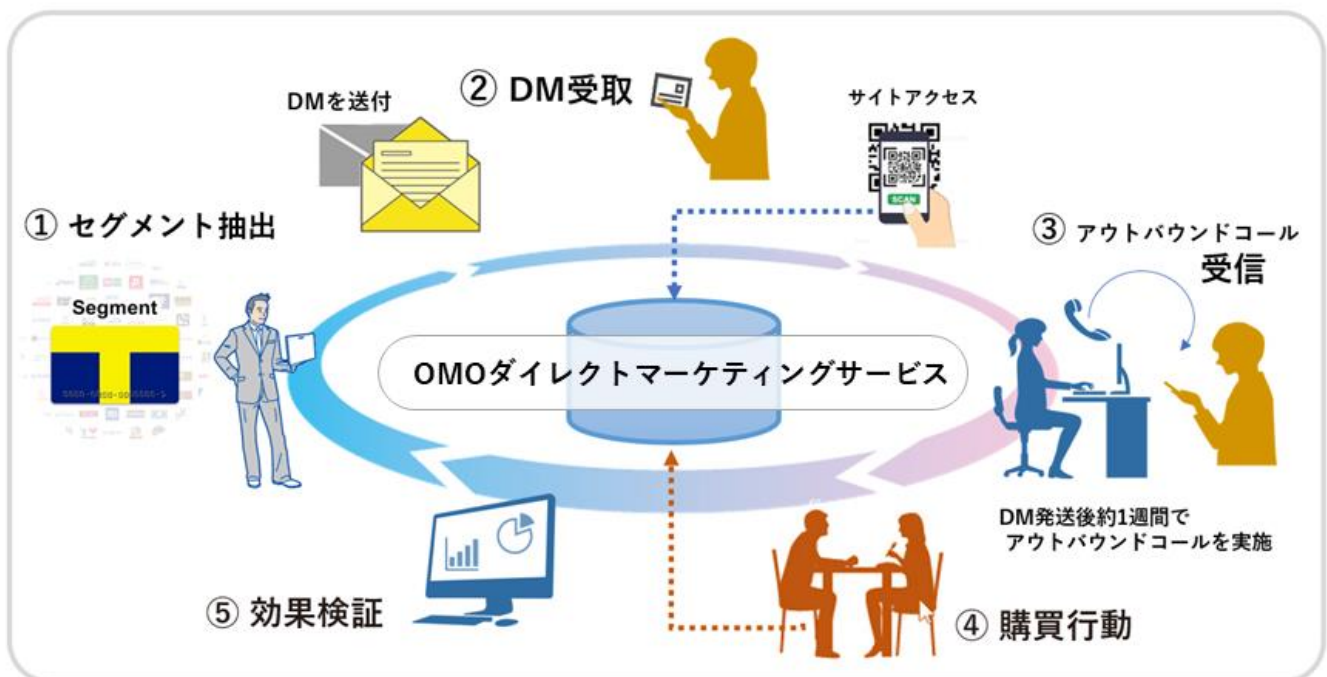 DMを送付
② DM受取
サイトアクセス
SCAN
① セグメント抽出
Segment
③ アウトバウンドコール
受信
OMOダイレクトマーケティングサービス
DM発送後約1週間で
アウトバウンドコールを実施
⑤ 効果検証
④ 購買行動